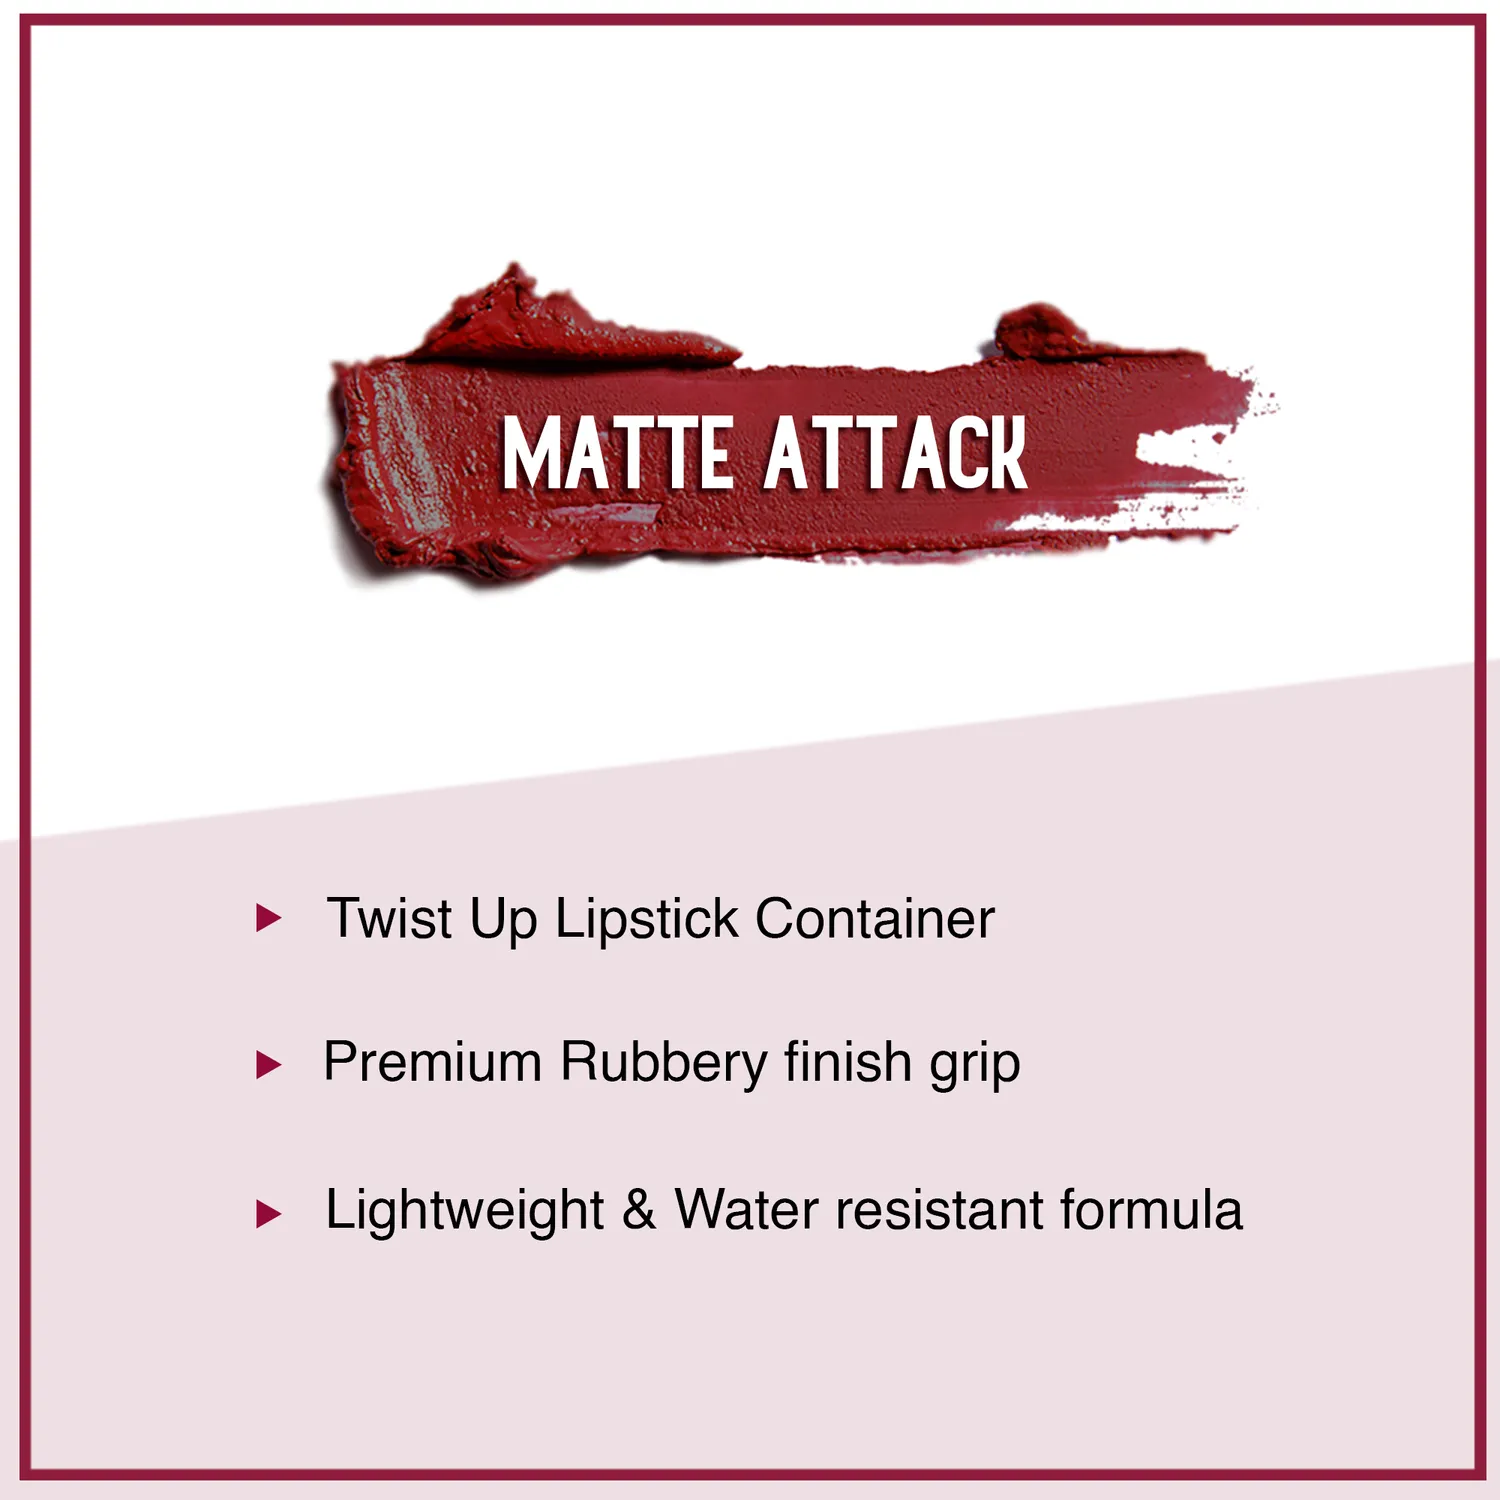 MATTE ATTACK
Twist Up Lipstick Container
Premium Rubbery finish grip
Lightweight & Water resistant formula